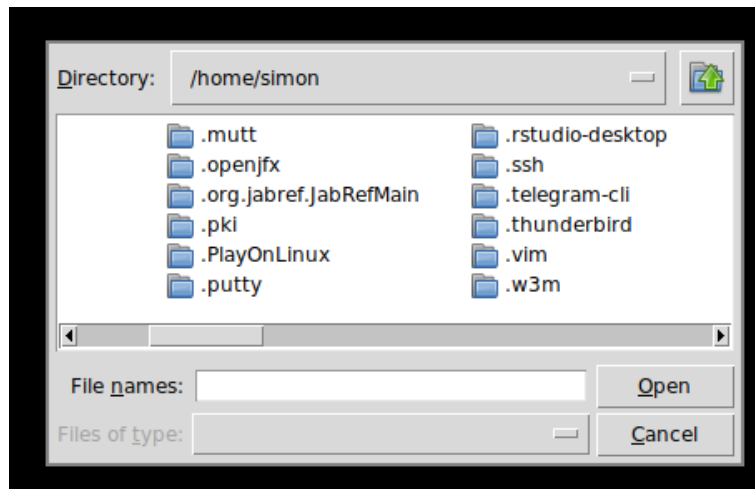 Directory: /home/simon
.mutt .rstudio-desktop
.openjfx .ssh
.org.jabref.JabRefMain .telegram-cli
.pki .thunderbird
.PlayOnLinux .vim
.putty .w3m
File names: Open
Files of type: Cancel